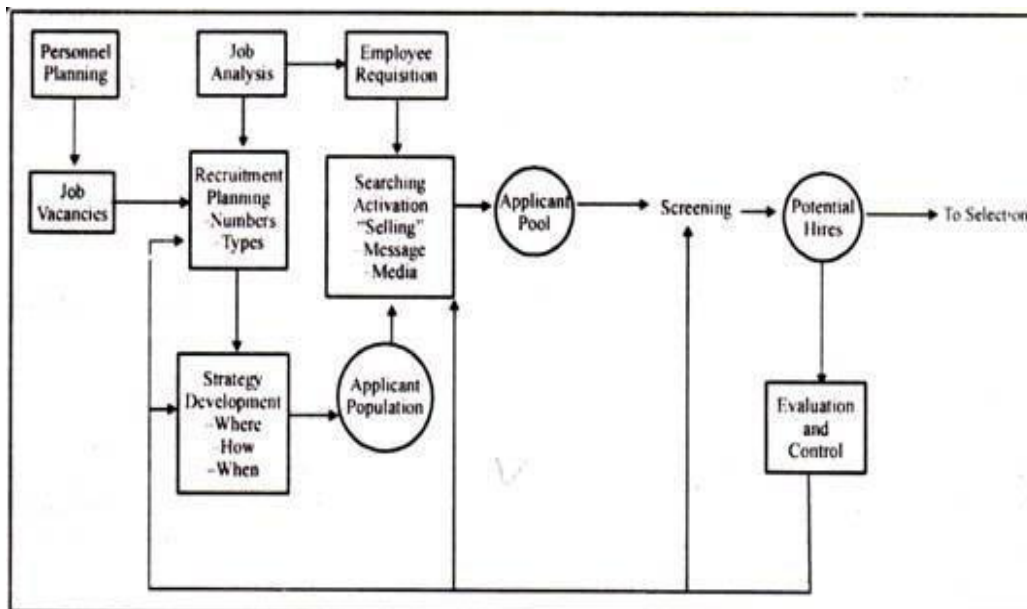 Personnel
Planning
Job
Analysis
Employee
Requisition
Job
Vacancies
Recruitment
Planning
-Numbers
-Types
Searching
Activation
"Selling"
-Message
-Media
Applicant
Pool
Screening
Potential
Hires
To Selection
Strategy
Development
-Where
-How
-When
Applicant
Population
Evaluation
and
Control